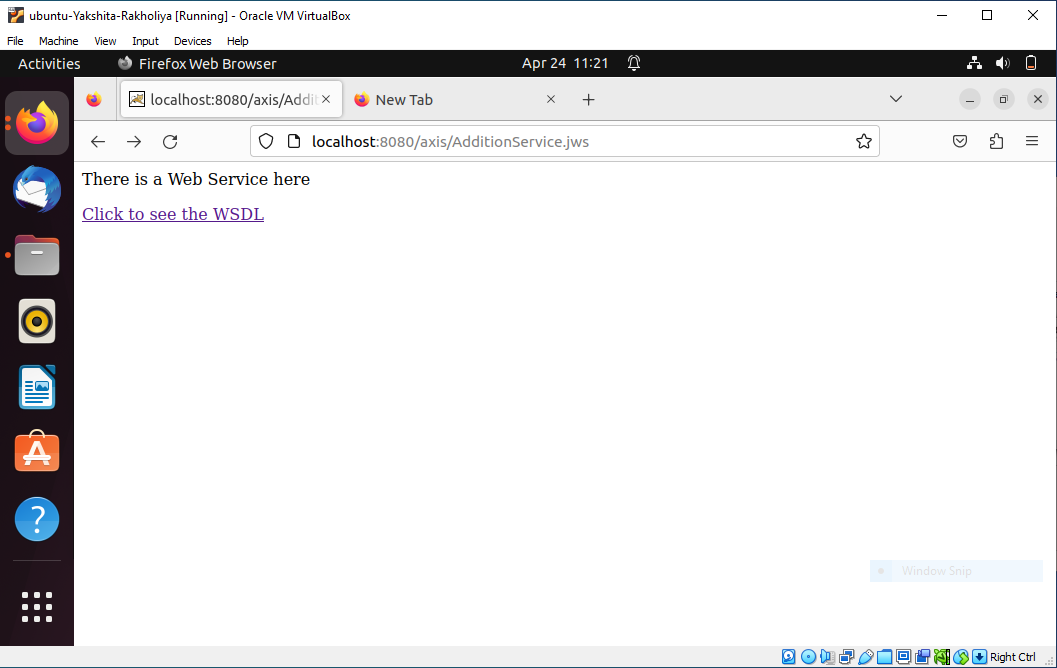 ubuntu-Yakshita-Rakholiya [Running] - Oracle VM VirtualBox
File Machine View Input Devices Help
Activities Firefox Web Browser Apr 24 11:21
localhost:8080/axis/Addit New Tab
localhost:8080/axis/AdditionService.jws
There is a Web Service here
Click to see the WSDL
Window Snip
Right Ctrl